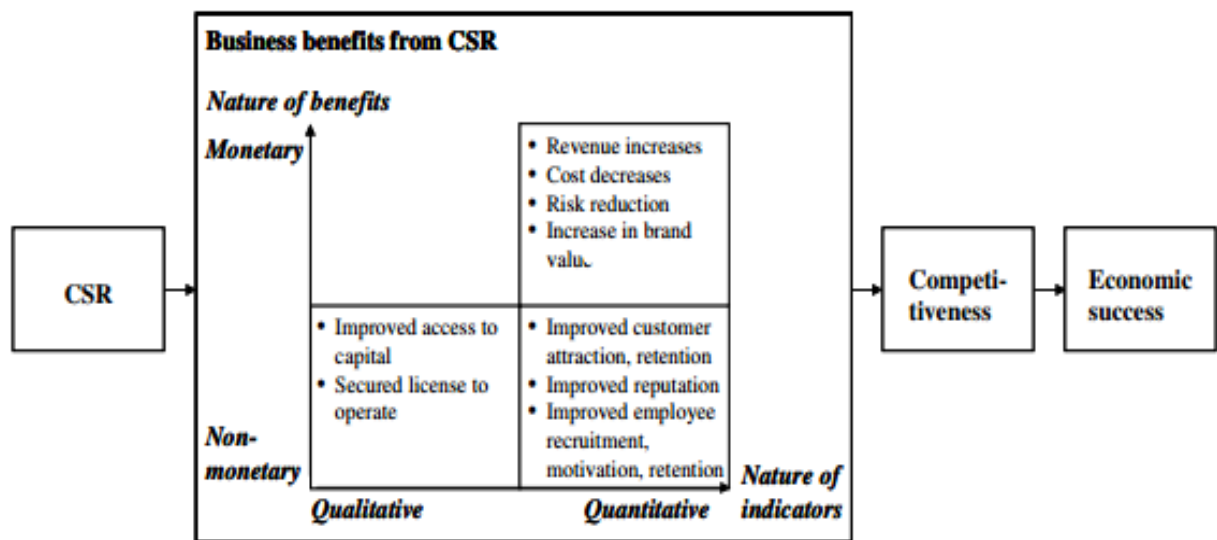 Business benefits from CSR
Nature of benefits
Monetary
• Revenue increases
• Cost decreases
• Risk reduction
• Increase in brand
value
CSR
Competi-
tiveness
Economic
success
• Improved access to
capital
• Secured license to
operate
• Improved customer
attraction, retention
• Improved reputation
• Improved employee
recruitment,
motivation, retention
Non-
monetary
Qualitative
Quantitative
Nature of
indicators